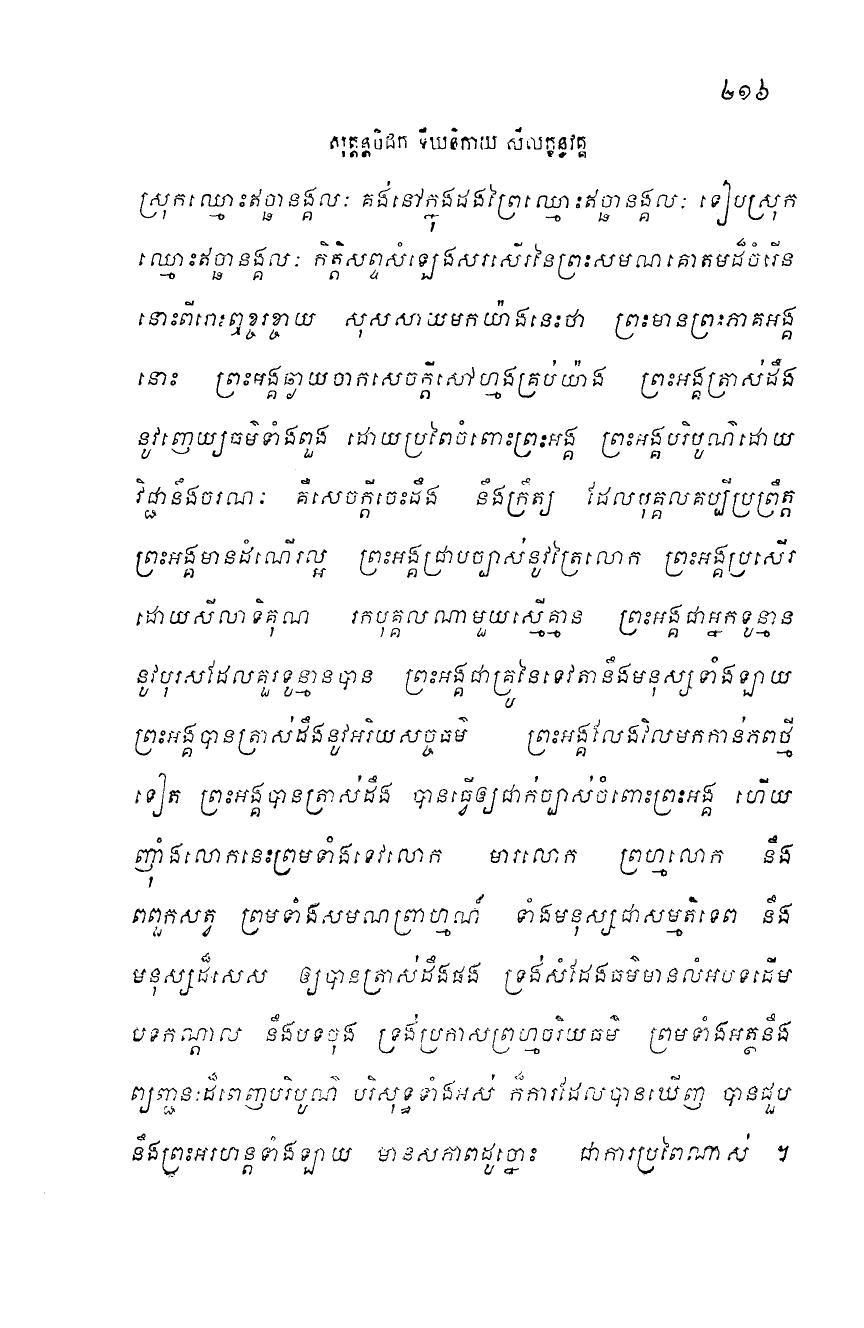 ២១៦
សុត្តន្តបិដក ទីឃនិកាយ សីលក្ខន្ធវគ្គ
ស្រុកឈ្មោះឥច្ឆានង្គលៈ គង់នៅក្នុងដងព្រៃឈ្មោះឥច្ឆានង្គលៈ ទៀបស្រុក
ឈ្មោះឥច្ឆានង្គលៈ កិត្តិសព្ទសំឡេងសរសើរនៃព្រះសមណគោតមដ៏ចំរើន
នោះពីរោះឮខ្ចរខ្ចាយ សុសសាយមកយ៉ាងនេះថា ព្រះមានព្រះភាគអង្គ
នោះ ព្រះអង្គឆ្ងាយចាកសេចក្តីសៅហ្មងគ្រប់យ៉ាង ព្រះអង្គត្រាស់ដឹង
នូវញេយ្យធម៌ទាំងពួង ដោយប្រពៃចំពោះព្រះអង្គ ព្រះអង្គបរិបូណ៌ដោយ
វិជ្ជានឹងចរណៈ គឺសេចក្តីចេះដឹង នឹងក្រឹត្យ ដែលបុគ្គលគប្បីប្រព្រឹត្ត
ព្រះអង្គមានដំណើរល្អ ព្រះអង្គជ្រាបច្បាស់នូវត្រៃលោក ព្រះអង្គប្រសើរ
ដោយសីលាទិគុណ រកបុគ្គលណាមួយស្មើគ្មាន ព្រះអង្គជាអ្នកទូន្មាន
នូវបុរសដែលគួរទូន្មានបាន ព្រះអង្គជាគ្រូនៃទេវតានឹងមនុស្សទាំងឡាយ
ព្រះអង្គបានត្រាស់ដឹងនូវអរិយសច្ចធម៌ ព្រះអង្គលែងវិលមកកាន់ភពថ្មី
ទៀត ព្រះអង្គបានត្រាស់ដឹង បានធ្វើឲ្យជាក់ច្បាស់ចំពោះព្រះអង្គ ហើយ
ញុំាងលោកនេះព្រមទាំងទេវលោក មារលោក ព្រហ្មលោក នឹង
ពពួកសត្វ ព្រមទាំងសមណព្រាហ្មណ៍ ទាំងមនុស្សជាសម្មតិទេព នឹង
មនុស្សដ៏សេស ឲ្យបានត្រាស់ដឹងផង ទ្រង់សំដែងធម៌មានលំអបទដើម
បទកណ្តាល នឹងបទចុង ទ្រង់ប្រកាសព្រហ្មចរិយធម៌ ព្រមទាំងអត្ថនឹង
ព្យញ្ជនៈដ៏ពេញបរិបូណ៌ បរិសុទ្ធទាំងអស់ ក៏ការដែលបានឃើញ បានជួប
នឹងព្រះអរហន្តទាំងឡាយ មានសភាពដូច្នោះ ជាការប្រពៃណាស់ ។